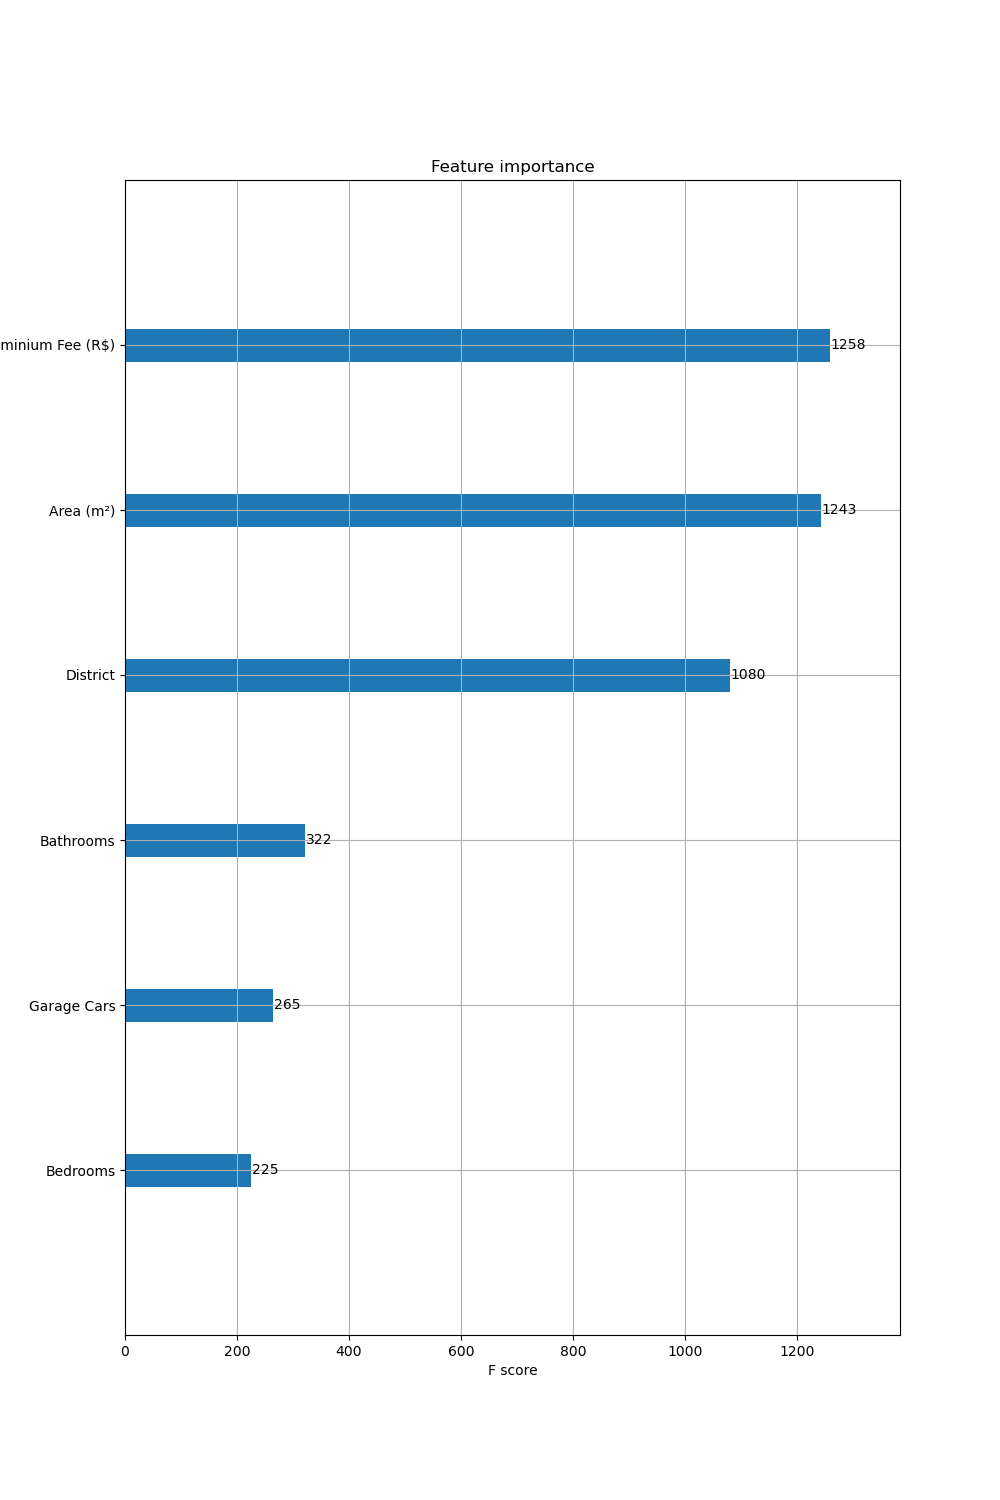 Feature importance
minium Fee (R$)
1258
Area (m²)
1243
District
1080
Bathrooms
322
Garage Cars
265
Bedrooms
225
0 200 400 600 800 1000 1200
F score